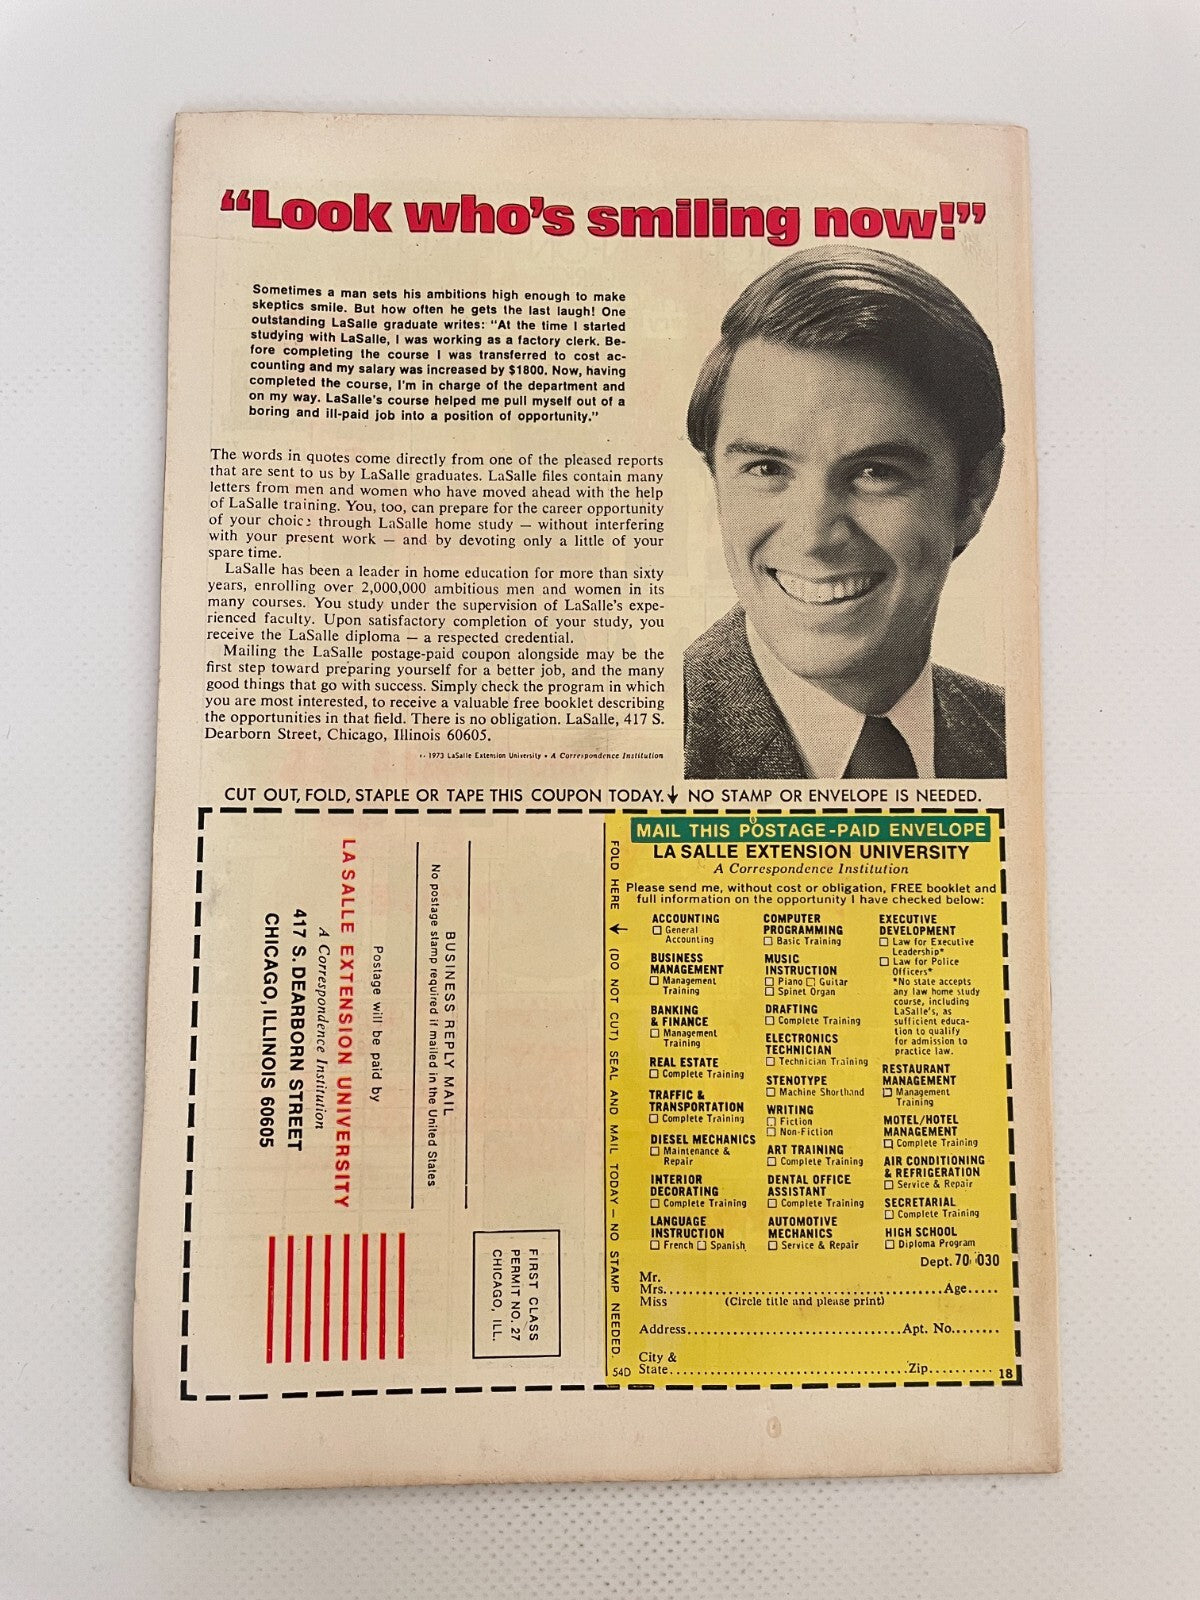 “Look who’s smiling now!”
Sometimes a man sets his ambitions high enough to make
skeptics smile. But how often he gets the last laugh! One
outstanding LaSalle graduate writes: "At the time I started
studying with LaSalle, I was working as a factory clerk. Be-
fore completing the course I was transferred to cost ac-
counting and my salary was increased by $1800. Now, having
completed the course, I'm in charge of the department and
on my way. LaSalle's course helped me pull myself out of a
boring and ill-paid job into a position of opportunity."
The words in quotes come directly from one of the pleased reports
that are sent to us by LaSalle graduates. LaSalle files contain many
letters from men and women who have moved ahead with the help
of LaSalle training. You, too, can prepare for the career opportunity
of your choice through LaSalle home study — without interfering
with your present work — and by devoting only a little of your
spare time.
LaSalle has been a leader in home education for more than sixty
years, enrolling over 2,000,000 ambitious men and women in its
many courses. You study under the supervision of LaSalle's expe-
rienced faculty. Upon satisfactory completion of your study, you
receive the LaSalle diploma — a respected credential.
Mailing the LaSalle postage-paid coupon alongside may be the
first step toward preparing yourself for a better job, and the many
good things that go with success. Simply check the program in which
you are most interested, to receive a valuable free booklet describing
the opportunities in that field. There is no obligation. LaSalle, 417 S.
Dearborn Street, Chicago, Illinois 60605.
1973 LaSalle Extension University • A Correspondence Institution
CUT OUT, FOLD, STAPLE OR TAPE THIS COUPON TODAY. ↓ NO STAMP OR ENVELOPE IS NEEDED.
FIRST CLASS
PERMIT NO. 27
CHICAGO, ILL.
BUSINESS REPLY MAIL
No postage stamp required if mailed in the United States
Postage will be paid by
LA SALLE EXTENSION UNIVERSITY
A Correspondence Institution
417 S. DEARBORN STREET
CHICAGO, ILLINOIS 60605
FOLD HERE ← (DO NOT CUT) SEAL AND MAIL TODAY — NO STAMP NEEDED.
MAIL THIS POSTAGE-PAID ENVELOPE
LA SALLE EXTENSION UNIVERSITY
A Correspondence Institution
Please send me, without cost or obligation, FREE booklet and
full information on the opportunity I have checked below:
ACCOUNTING
☐ General
Accounting
BUSINESS
MANAGEMENT
☐ Management
Training
BANKING
& FINANCE
☐ Management
Training
REAL ESTATE
☐ Complete Training
TRAFFIC &
TRANSPORTATION
☐ Complete Training
DIESEL MECHANICS
☐ Maintenance &
Repair
INTERIOR
DECORATING
☐ Complete Training
LANGUAGE
INSTRUCTION
☐ French ☐ Spanish
COMPUTER
PROGRAMMING
☐ Basic Training
MUSIC
INSTRUCTION
☐ Piano ☐ Guitar
☐ Spinet Organ
DRAFTING
☐ Complete Training
ELECTRONICS
TECHNICIAN
☐ Technician Training
STENOTYPE
☐ Machine Shorthand
WRITING
☐ Fiction
☐ Non-Fiction
ART TRAINING
☐ Complete Training
DENTAL OFFICE
ASSISTANT
☐ Complete Training
AUTOMOTIVE
MECHANICS
☐ Service & Repair
EXECUTIVE
DEVELOPMENT
☐ Law for Executive
Leadership*
☐ Law for Police
Officers*
*No state accepts
any law home study
course, including
LaSalle's, as
sufficient educa-
tion to qualify
for admission to
practice law.
RESTAURANT
MANAGEMENT
☐ Management
Training
MOTEL/HOTEL
MANAGEMENT
☐ Complete Training
AIR CONDITIONING
& REFRIGERATION
☐ Service & Repair
SECRETARIAL
☐ Complete Training
HIGH SCHOOL
☐ Diploma Program
Dept. 70-030
Mr.
Mrs. Age
Miss (Circle title and please print)
Address Apt. No.
City &
State Zip
54D 18